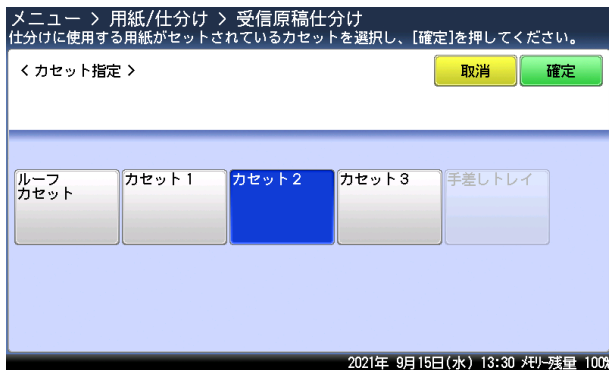 メニュー > 用紙/仕分け > 受信原稿仕分け
仕分けに使用する用紙がセットされているカセットを選択し、[確定]を押してください。
< カセット指定 >
取消
確定
ルーフ
カセット
カセット1
カセット2
カセット3
手差しトレイ
2021年 9月15日(水) 13:30 メモリー残量 100%